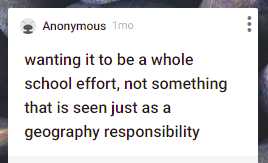 Anonymous 1mo
wanting it to be a whole
school effort, not something
that is seen just as a
geography responsibility